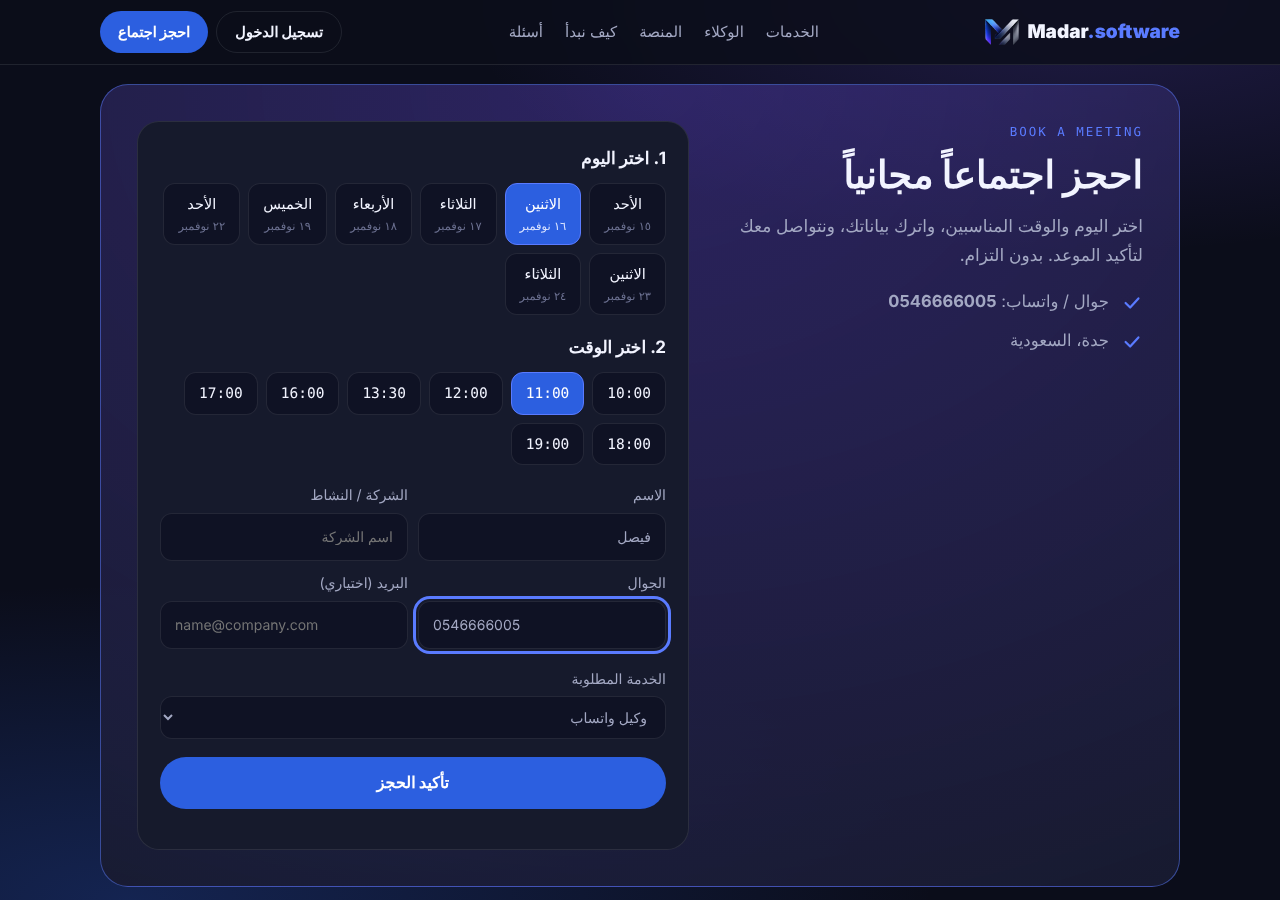 Madar.software
الخدمات
الوكلاء
المنصة
كيف نبدأ
أسئلة
تسجيل الدخول
احجز اجتماع
BOOK A MEETING
احجز اجتماعاً مجانياً
اختر اليوم والوقت المناسبين، واترك بياناتك، ونتواصل معك
لتأكيد الموعد. بدون التزام.
جوال / واتساب: 0546666005
جدة، السعودية
1. اختر اليوم
الأحد
١٥ نوفمبر
الاثنين
١٦ نوفمبر
الثلاثاء
١٧ نوفمبر
الأربعاء
١٨ نوفمبر
الخميس
١٩ نوفمبر
الأحد
٢٢ نوفمبر
الاثنين
٢٣ نوفمبر
الثلاثاء
٢٤ نوفمبر
2. اختر الوقت
10:00
11:00
12:00
13:30
16:00
17:00
18:00
19:00
الاسم
فيصل
الشركة / النشاط
اسم الشركة
الجوال
0546666005
البريد (اختياري)
name@company.com
الخدمة المطلوبة
وكيل واتساب
تأكيد الحجز